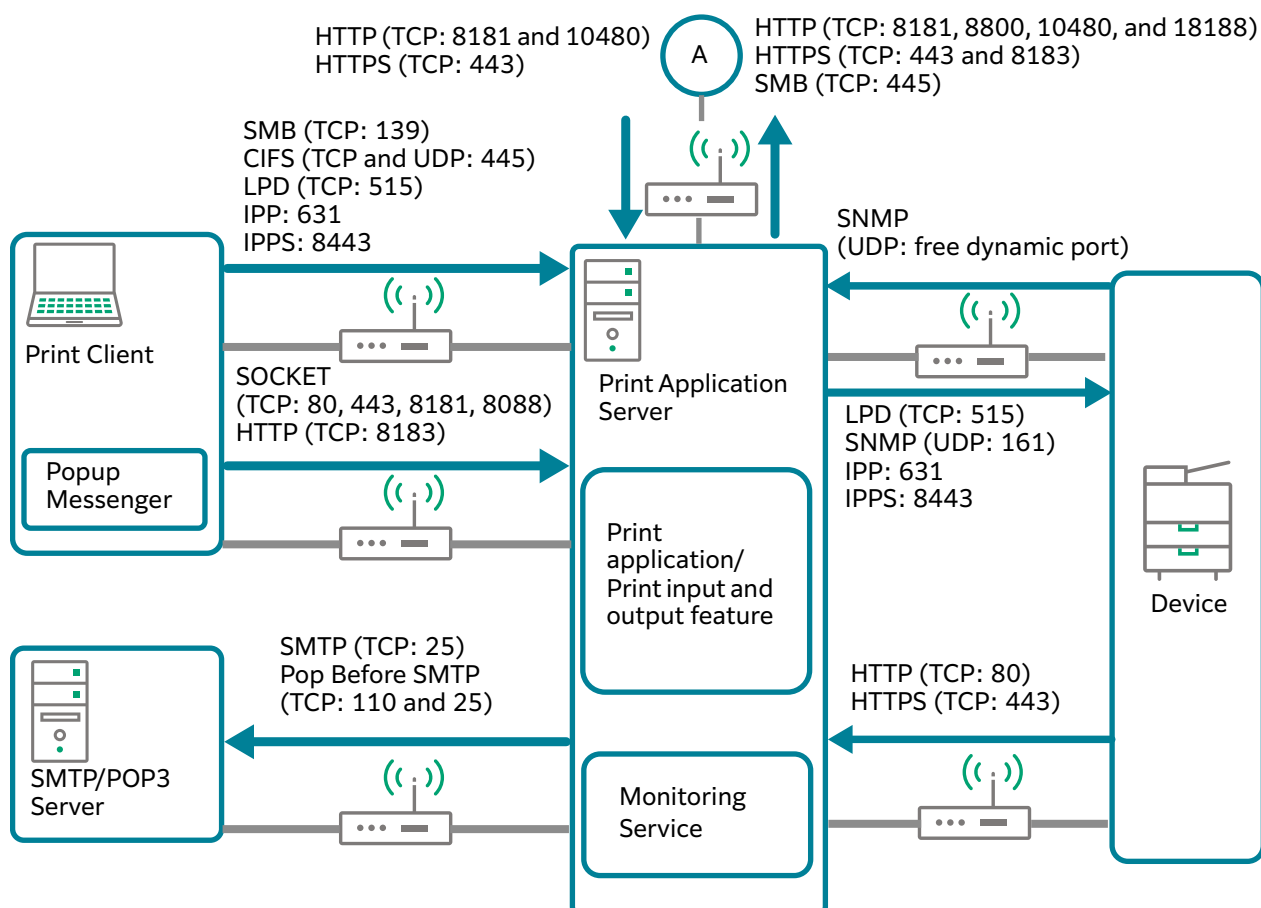 HTTP (TCP: 8181 and 10480)
HTTPS (TCP: 443)
A
HTTP (TCP: 8181, 8800, 10480, and 18188)
HTTPS (TCP: 443 and 8183)
SMB (TCP: 445)
SMB (TCP: 139)
CIFS (TCP and UDP: 445)
LPD (TCP: 515)
IPP: 631
IPPS: 8443
SNMP
(UDP: free dynamic port)
Print Client
SOCKET
(TCP: 80, 443, 8181, 8088)
HTTP (TCP: 8183)
Popup
Messenger
Print Application
Server
LPD (TCP: 515)
SNMP (UDP: 161)
IPP: 631
IPPS: 8443
Print
application/
Print input and
output feature
Device
SMTP (TCP: 25)
Pop Before SMTP
(TCP: 110 and 25)
HTTP (TCP: 80)
HTTPS (TCP: 443)
SMTP/POP3
Server
Monitoring
Service